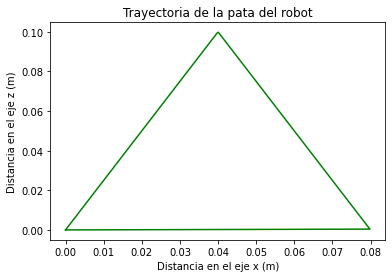 Trayectoria de la pata del robot
Distancia en el eje z (m)
0.10
0.08
0.06
0.04
0.02
0.00
0.00 0.01 0.02 0.03 0.04 0.05 0.06 0.07 0.08
Distancia en el eje x (m)